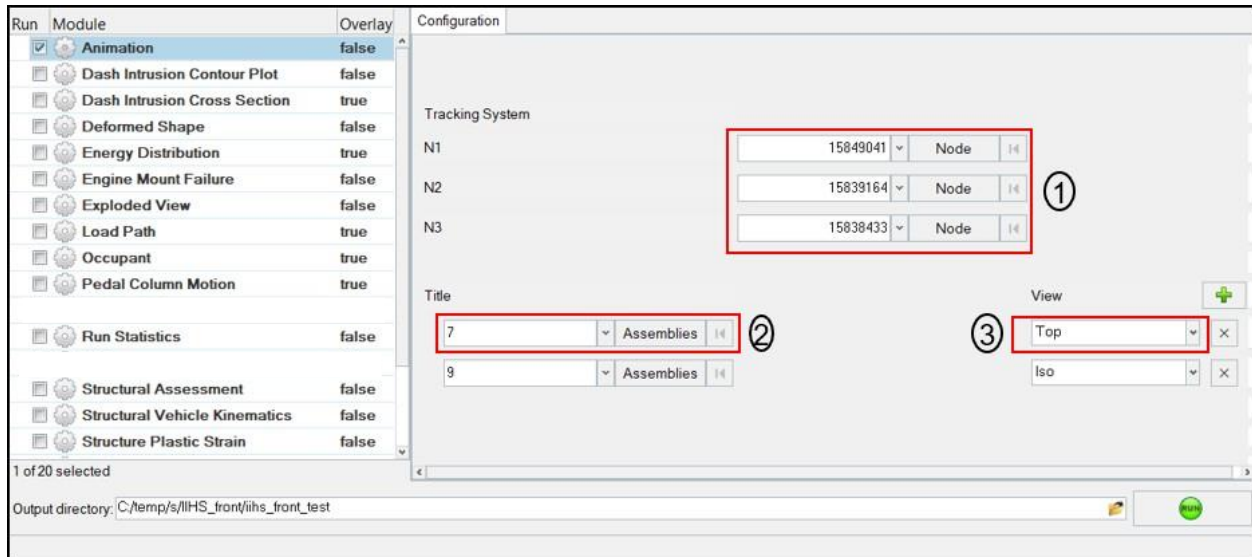 Run Module Overlay
Animation false
Dash Intrusion Contour Plot false
Dash Intrusion Cross Section true
Deformed Shape false
Energy Distribution true
Engine Mount Failure false
Exploded View false
Load Path true
Occupant true
Pedal Column Motion true
Run Statistics false
Structural Assessment false
Structural Vehicle Kinematics false
Structure Plastic Strain false
1 of 20 selected
Configuration
Tracking System
N1 15849041 Node
N2 15839164 Node
N3 15838433 Node
1
Title View
7 Assemblies 2 3 Top
9 Assemblies Iso
Output directory: C:/temp/s/IIHS_front/iihs_front_test
RUN